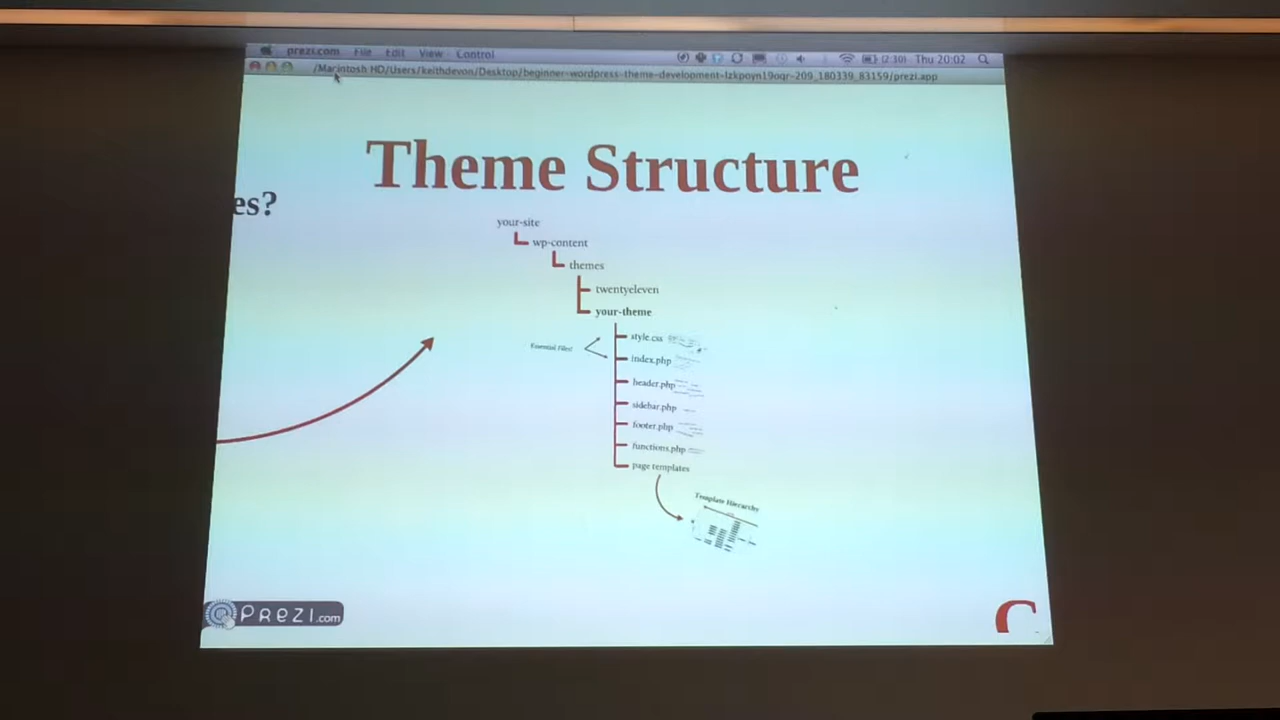 prezi.com File Edit View Control (2:30) Thu 20:02
/Macintosh HD/Users/keithdevon/Desktop/beginner-wordpress-theme-development-lzkpoyn19oqr-209_180339_83159/prezi.app
Theme Structure
es?
your-site
wp-content
themes
twentyeleven
your-theme
Essential Files!
style.css
index.php
header.php
sidebar.php
footer.php
functions.php
page templates
Template Hierarchy
PREZI.com
C